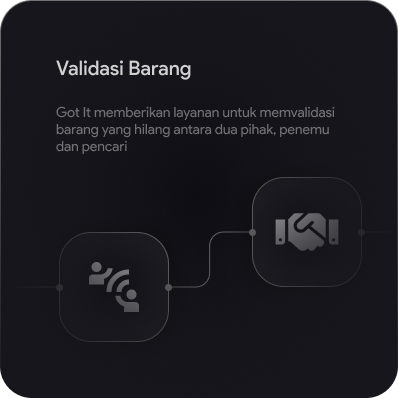 Validasi Barang
Got It memberikan layanan untuk memvalidasi
barang yang hilang antara dua pihak, penemu
dan pencari